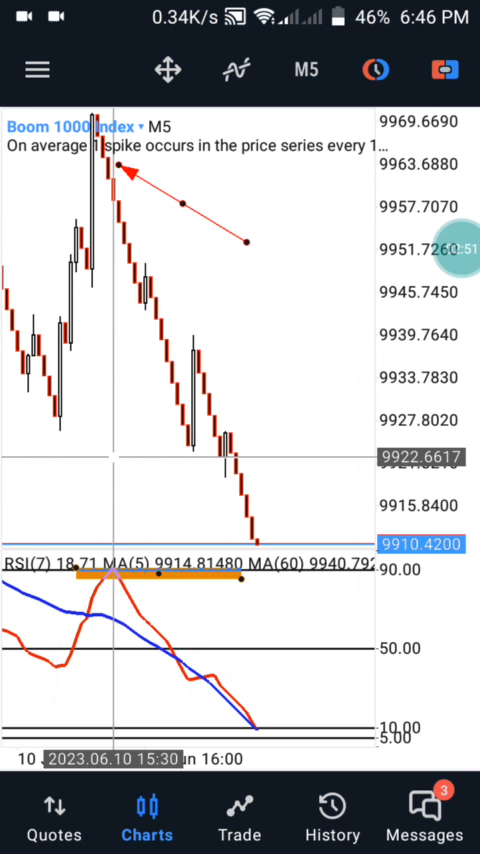 0.34K/s 46% 6:46 PM
M5
Boom 1000 Index ▾ M5
On average 1 spike occurs in the price series every 1...
9969.6690
9963.6880
9957.7070
9951.7260
02:51
9945.7450
9939.7640
9933.7830
9927.8020
9922.6617
9915.8400
9910.4200
RSI(7) 18.71 MA(5) 9914.81480 MA(60) 9940.792
90.00
50.00
10.00
5.00
10 2023.06.10 15:30 un 16:00
3
Quotes Charts Trade History Messages